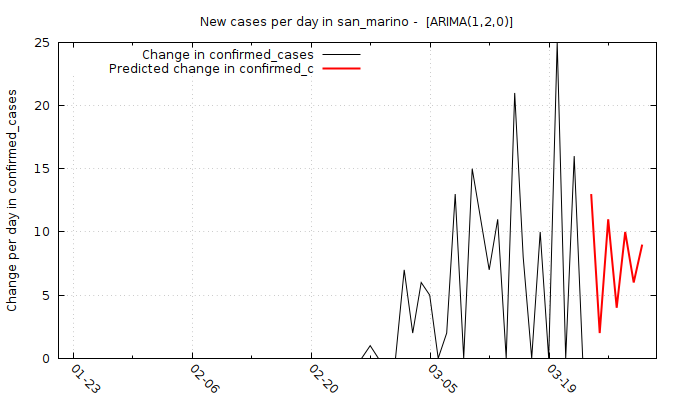 New cases per day in san_marino -  [ARIMA(1,2,0)]
Change in confirmed_cases
Predicted change in confirmed_c
Change per day in confirmed_cases
25
20
15
10
5
0
01-23
02-06
02-20
03-05
03-19